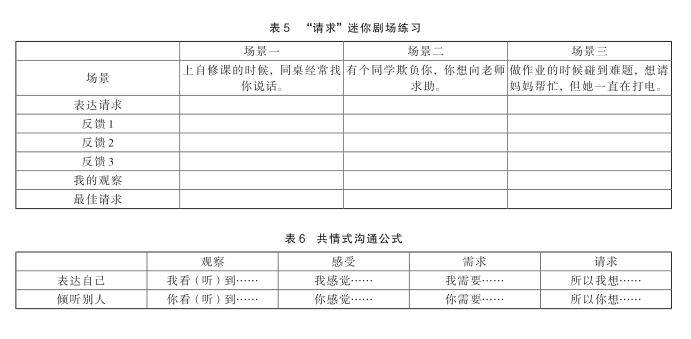 表 5　“请求”迷你剧场练习
场景一 场景二 场景三
场景 上自修课的时候，同桌经常找你说话。 有个同学欺负你，你想向老师求助。 做作业的时候碰到难题，想请妈妈帮忙，但她一直在打电。
表达请求
反馈 1
反馈 2
反馈 3
我的观察
最佳请求
表 6　共情式沟通公式
观察 感受 需求 请求
表达自己 我看（听）到…… 我感觉…… 我需要…… 所以我想……
倾听别人 你看（听）到…… 你感觉…… 你需要…… 所以你想……